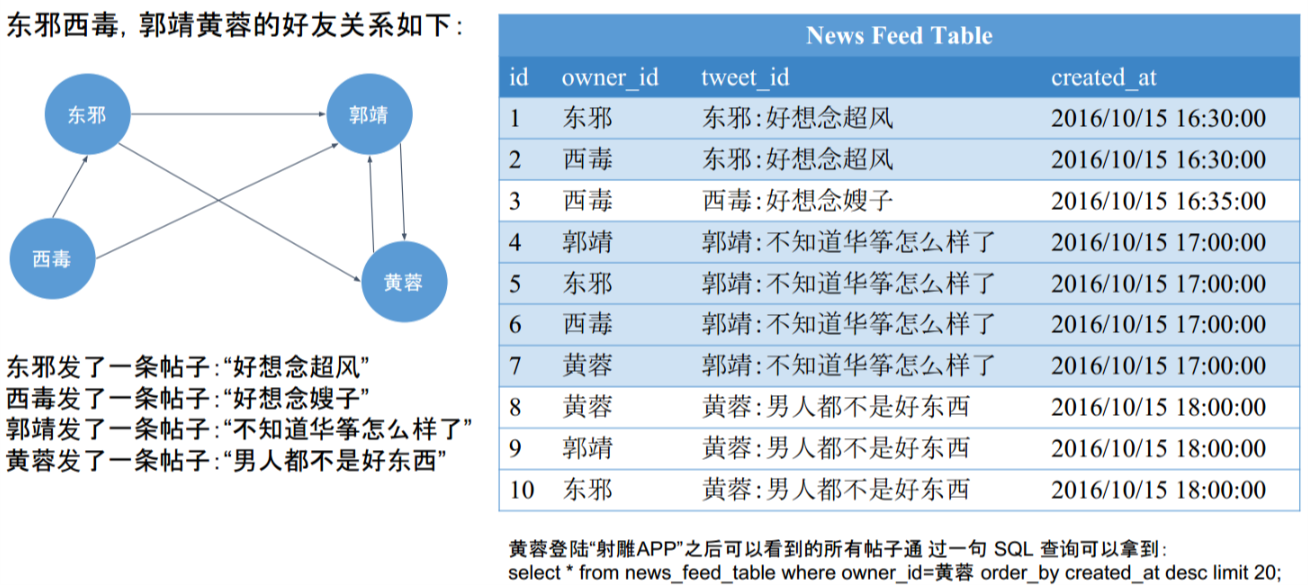 东邪西毒, 郭靖黄蓉的好友关系如下:
东邪
郭靖
西毒
黄蓉
东邪发了一条帖子:“好想念超风”
西毒发了一条帖子:“好想念嫂子”
郭靖发了一条帖子:“不知道华筝怎么样了”
黄蓉发了一条帖子:“男人都不是好东西”
News Feed Table
id owner_id tweet_id created_at
1 东邪 东邪:好想念超风 2016/10/15 16:30:00
2 西毒 东邪:好想念超风 2016/10/15 16:30:00
3 西毒 西毒:好想念嫂子 2016/10/15 16:35:00
4 郭靖 郭靖:不知道华筝怎么样了 2016/10/15 17:00:00
5 东邪 郭靖:不知道华筝怎么样了 2016/10/15 17:00:00
6 西毒 郭靖:不知道华筝怎么样了 2016/10/15 17:00:00
7 黄蓉 郭靖:不知道华筝怎么样了 2016/10/15 17:00:00
8 黄蓉 黄蓉:男人都不是好东西 2016/10/15 18:00:00
9 郭靖 黄蓉:男人都不是好东西 2016/10/15 18:00:00
10 东邪 黄蓉:男人都不是好东西 2016/10/15 18:00:00
黄蓉登陆“射雕APP”之后可以看到的所有帖子通 过一句 SQL 查询可以拿到:
select * from news_feed_table where owner_id=黄蓉 order_by created_at desc limit 20;